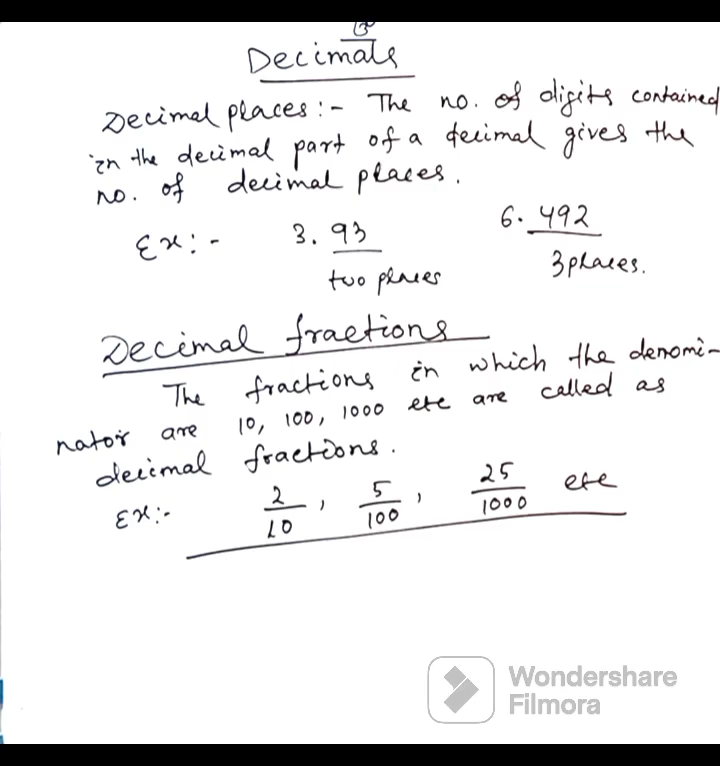 Decimals
Decimal places:- The no. of digits contained
in the decimal part of a decimal gives the
no. of decimal places.
Ex:- 3.93 6.492
two places 3 places.
Decimal fractions
The fractions in which the denomi-
nator are 10, 100, 1000 etc are called as
decimal fractions.
Ex:- 2/10, 5/100, 25/1000 etc
Wondershare
Filmora